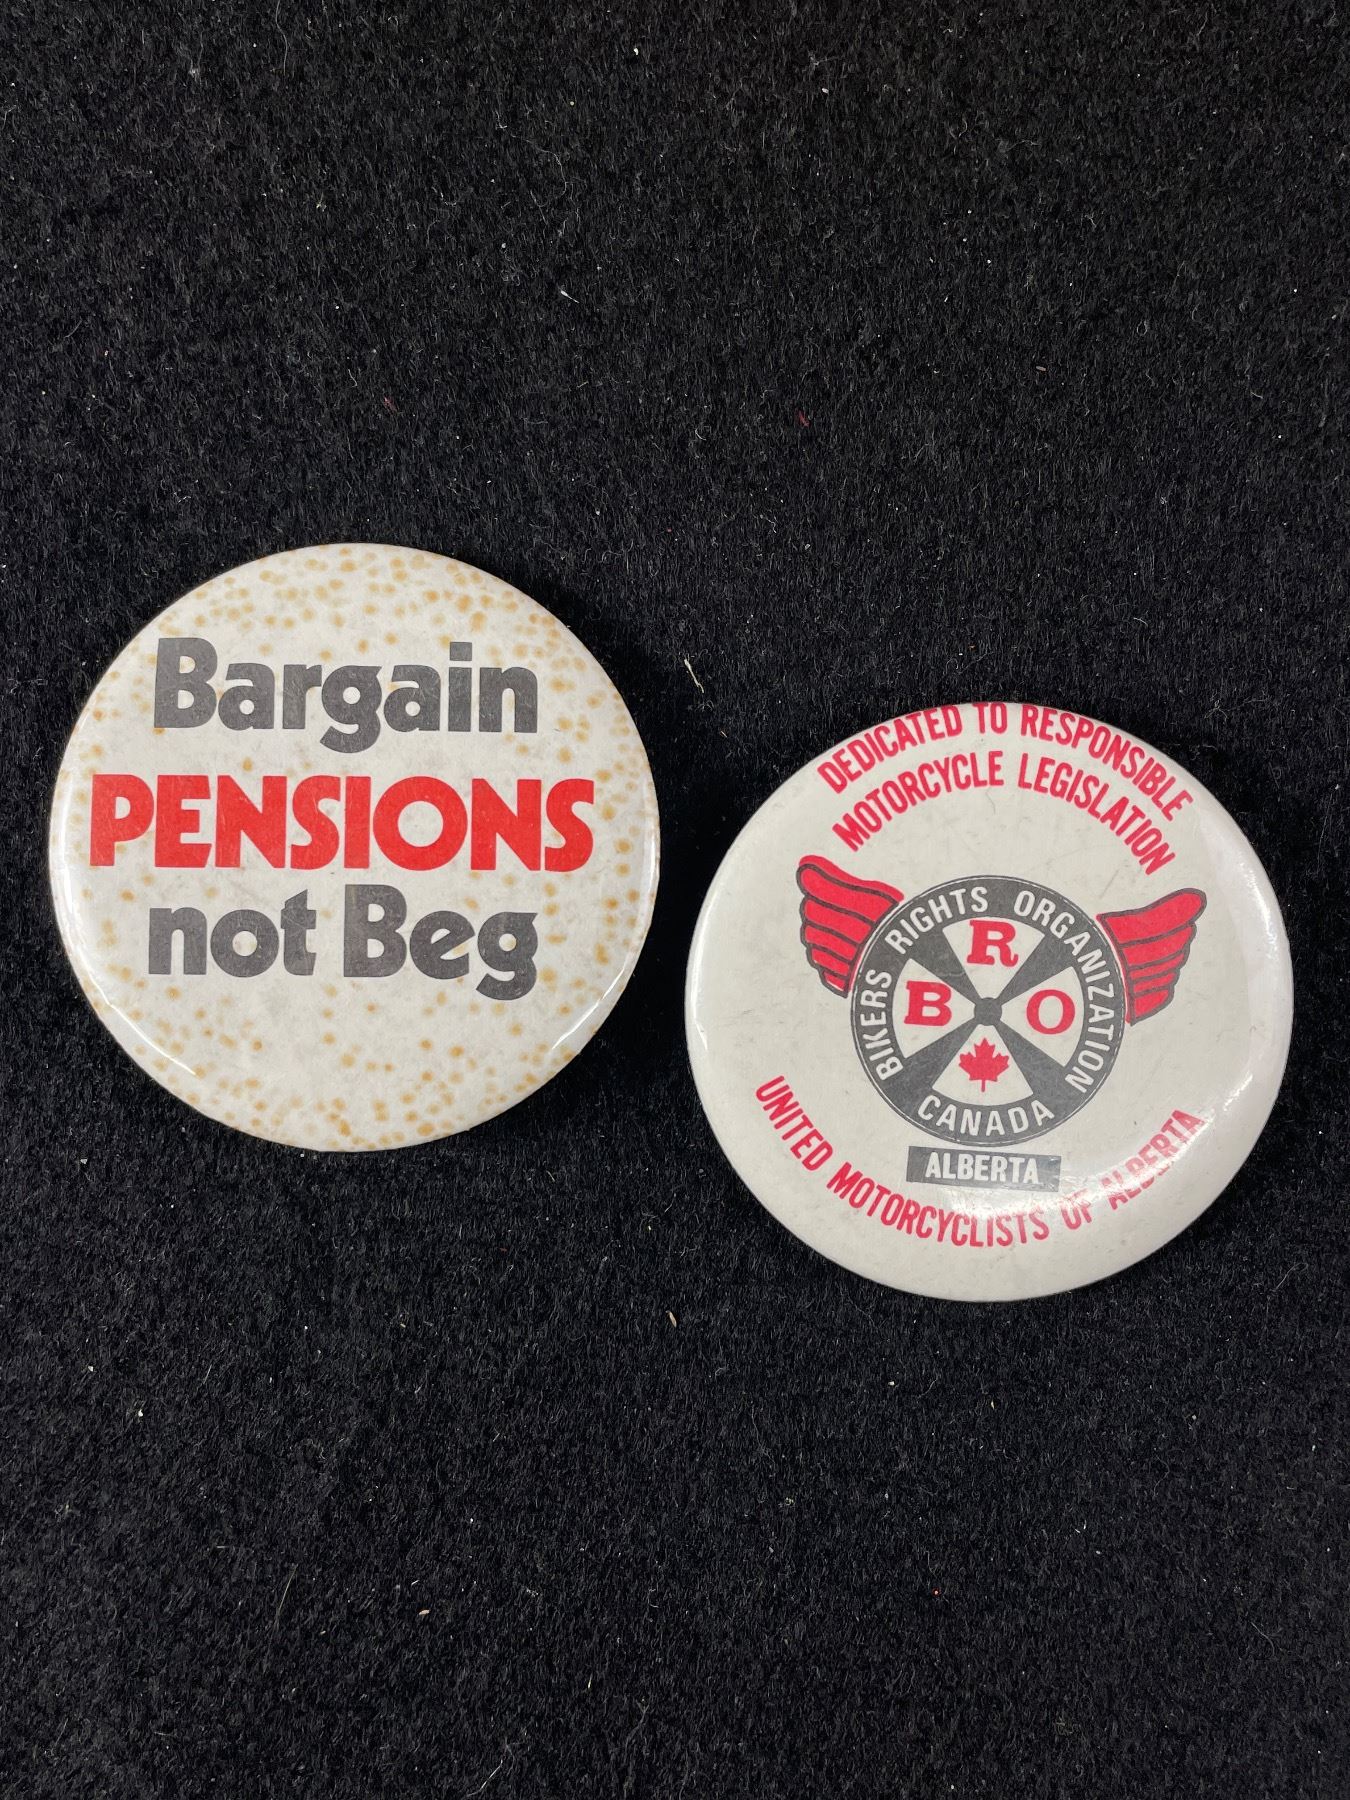 Bargain
PENSIONS
not Beg
DEDICATED TO RESPONSIBLE
MOTORCYCLE LEGISLATION
BIKERS RIGHTS ORGANIZATION
B R O
CANADA
ALBERTA
UNITED MOTORCYCLISTS OF ALBERTA